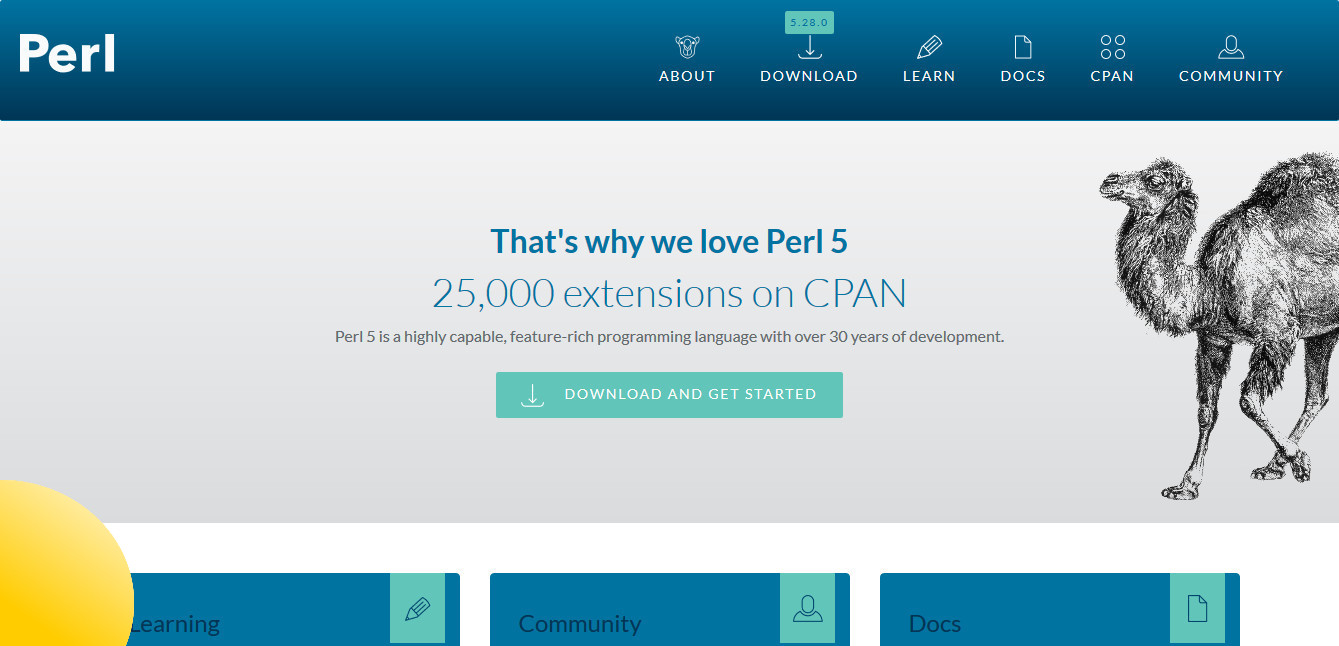 Perl
5.28.0
ABOUT DOWNLOAD LEARN DOCS CPAN COMMUNITY
That's why we love Perl 5
25,000 extensions on CPAN
Perl 5 is a highly capable, feature-rich programming language with over 30 years of development.
DOWNLOAD AND GET STARTED
Learning
Community
Docs